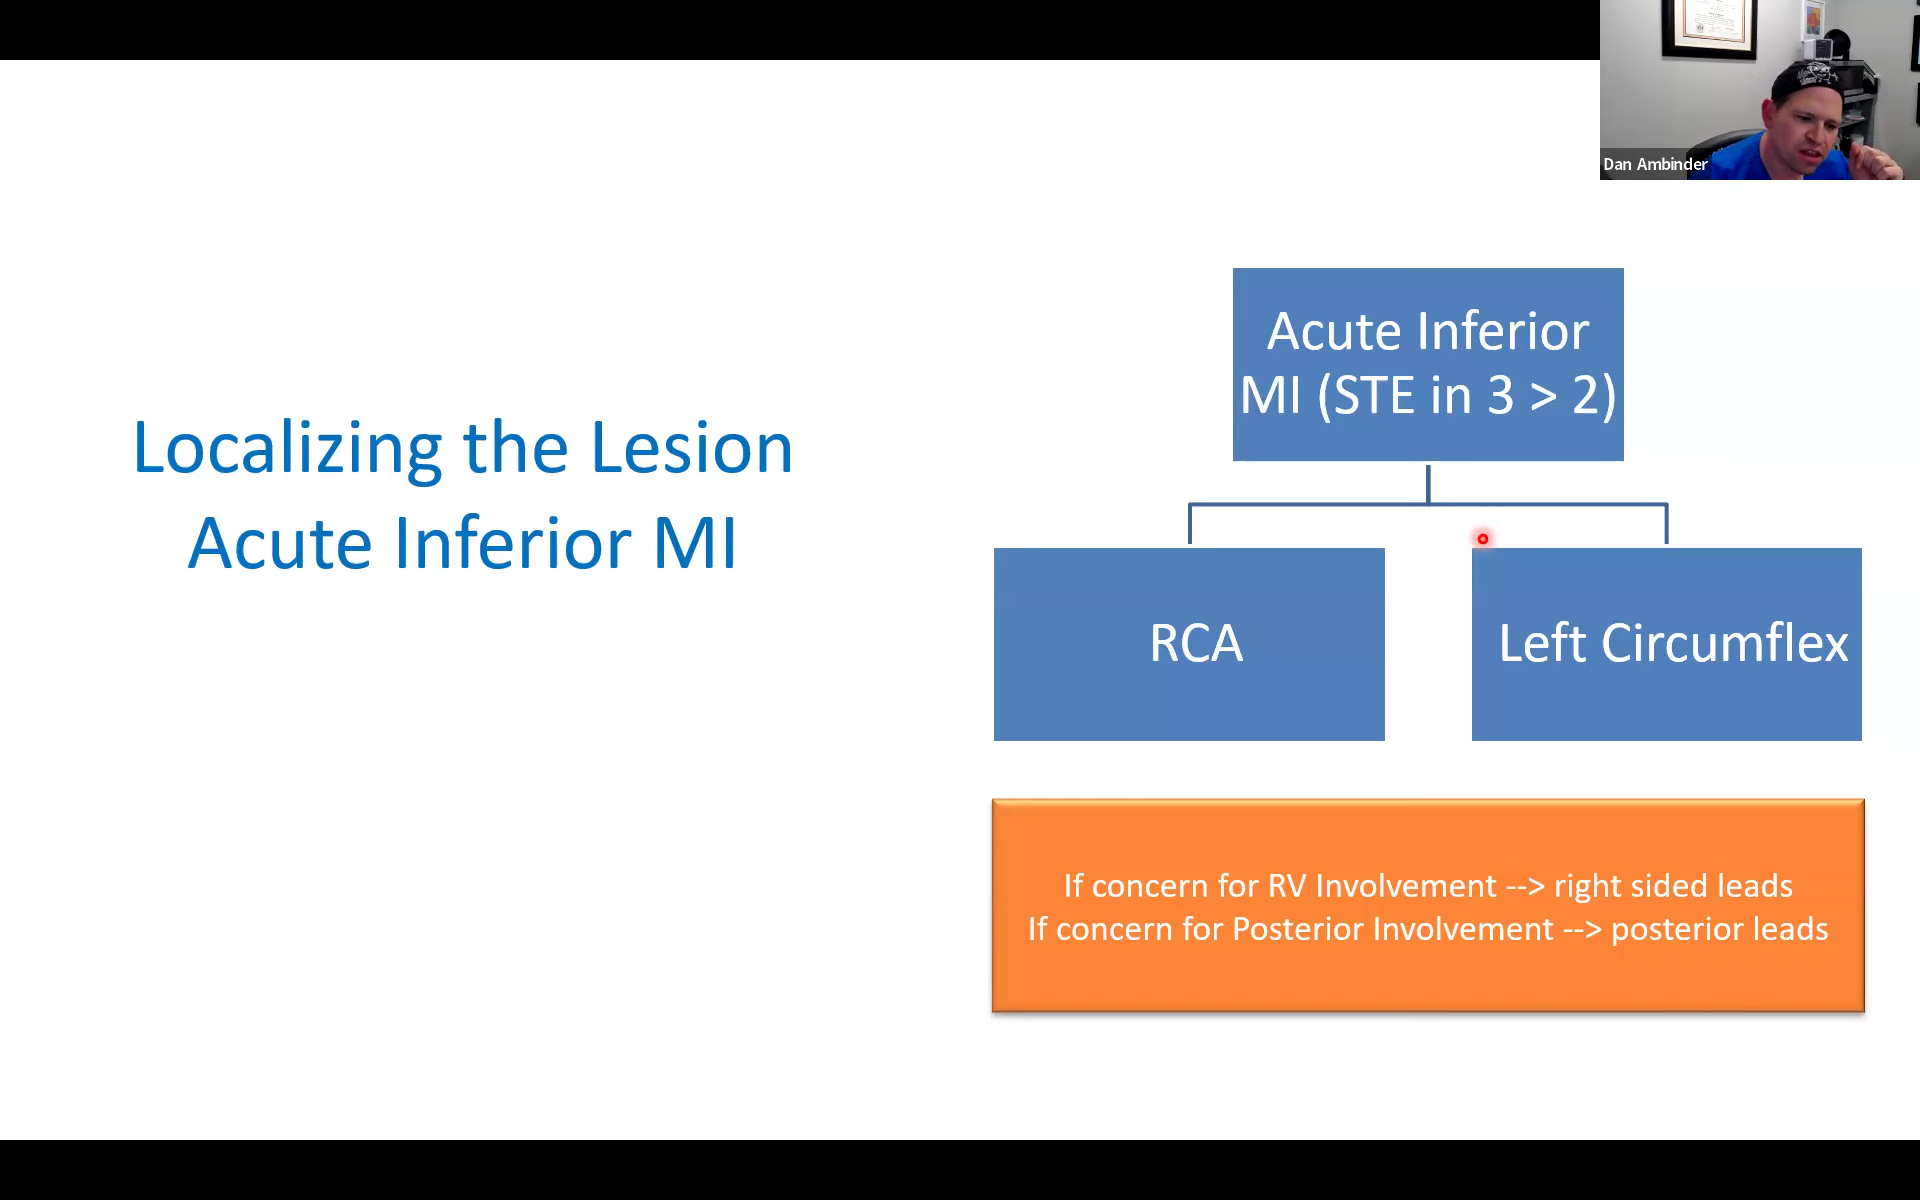 Dan Ambinder
Localizing the Lesion
Acute Inferior MI
Acute Inferior
MI (STE in 3 > 2)
RCA
Left Circumflex
If concern for RV Involvement --> right sided leads
If concern for Posterior Involvement --> posterior leads